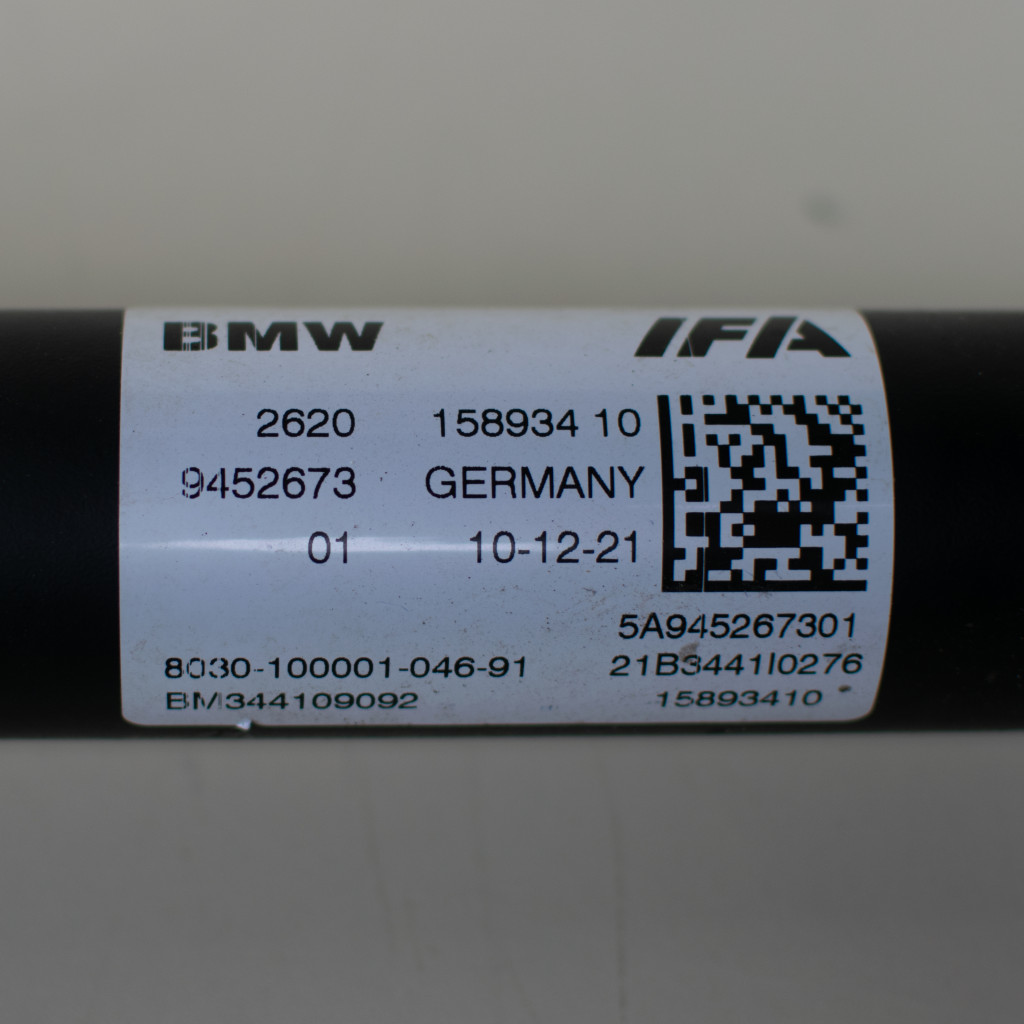 BMW IFA
2620 158934 10
9452673 GERMANY
01 10-12-21
5A945267301
8030-100001-046-91 21B3441I0276
BM344109092 15893410